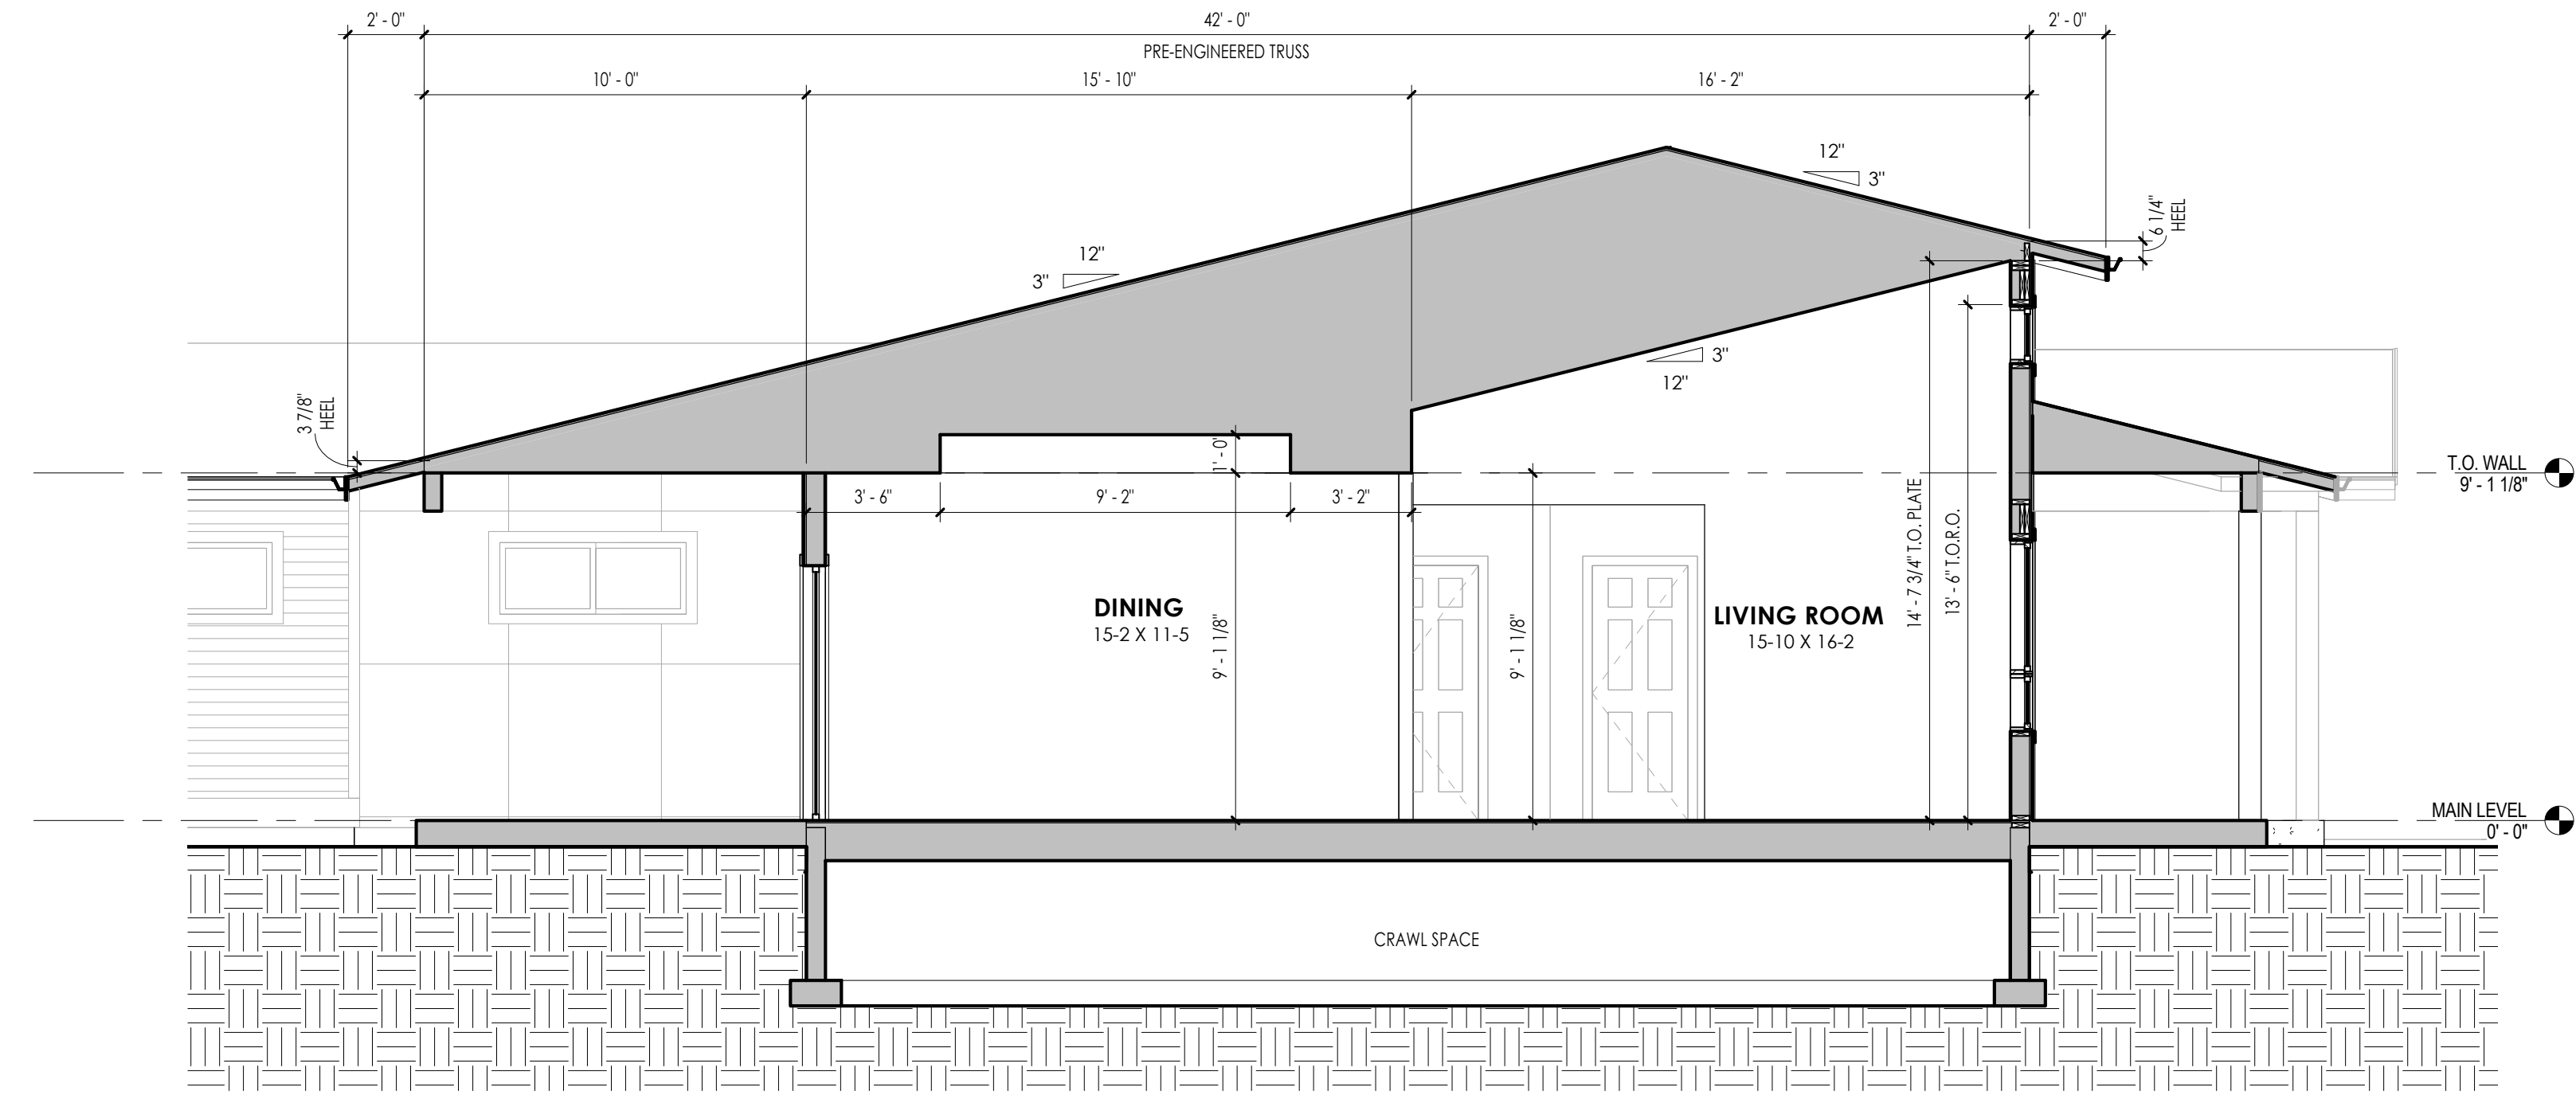 2' - 0"
42' - 0"
2' - 0"
PRE-ENGINEERED TRUSS
10' - 0"
15' - 10"
16' - 2"
12"
3"
6 1/4"
HEEL
12"
3"
3"
12"
3 7/8"
HEEL
1' - 0"
T.O. WALL
9' - 1 1/8"
3' - 6"
9' - 2"
3' - 2"
14' - 7 3/4" T.O. PLATE
13' - 6" T.O.R.O.
DINING
15-2 X 11-5
9' - 1 1/8"
9' - 1 1/8"
LIVING ROOM
15-10 X 16-2
MAIN LEVEL
0' - 0"
CRAWL SPACE